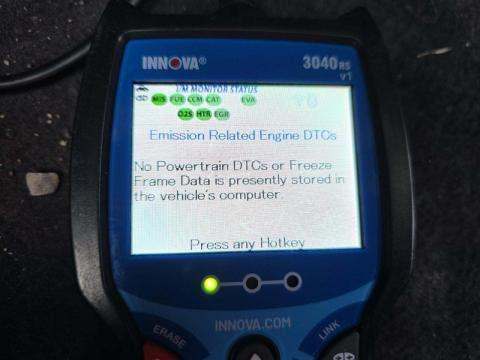 INNOVA®
3040RS
v1
I/M MONITOR STATUS
MIS FUE CCM CAT EVA
O2S HTR EGR
Emission Related Engine DTCs
No Powertrain DTCs or Freeze
Frame Data is presently stored in
the vehicle's computer.
Press any Hotkey
INNOVA.COM
ERASE
LINK